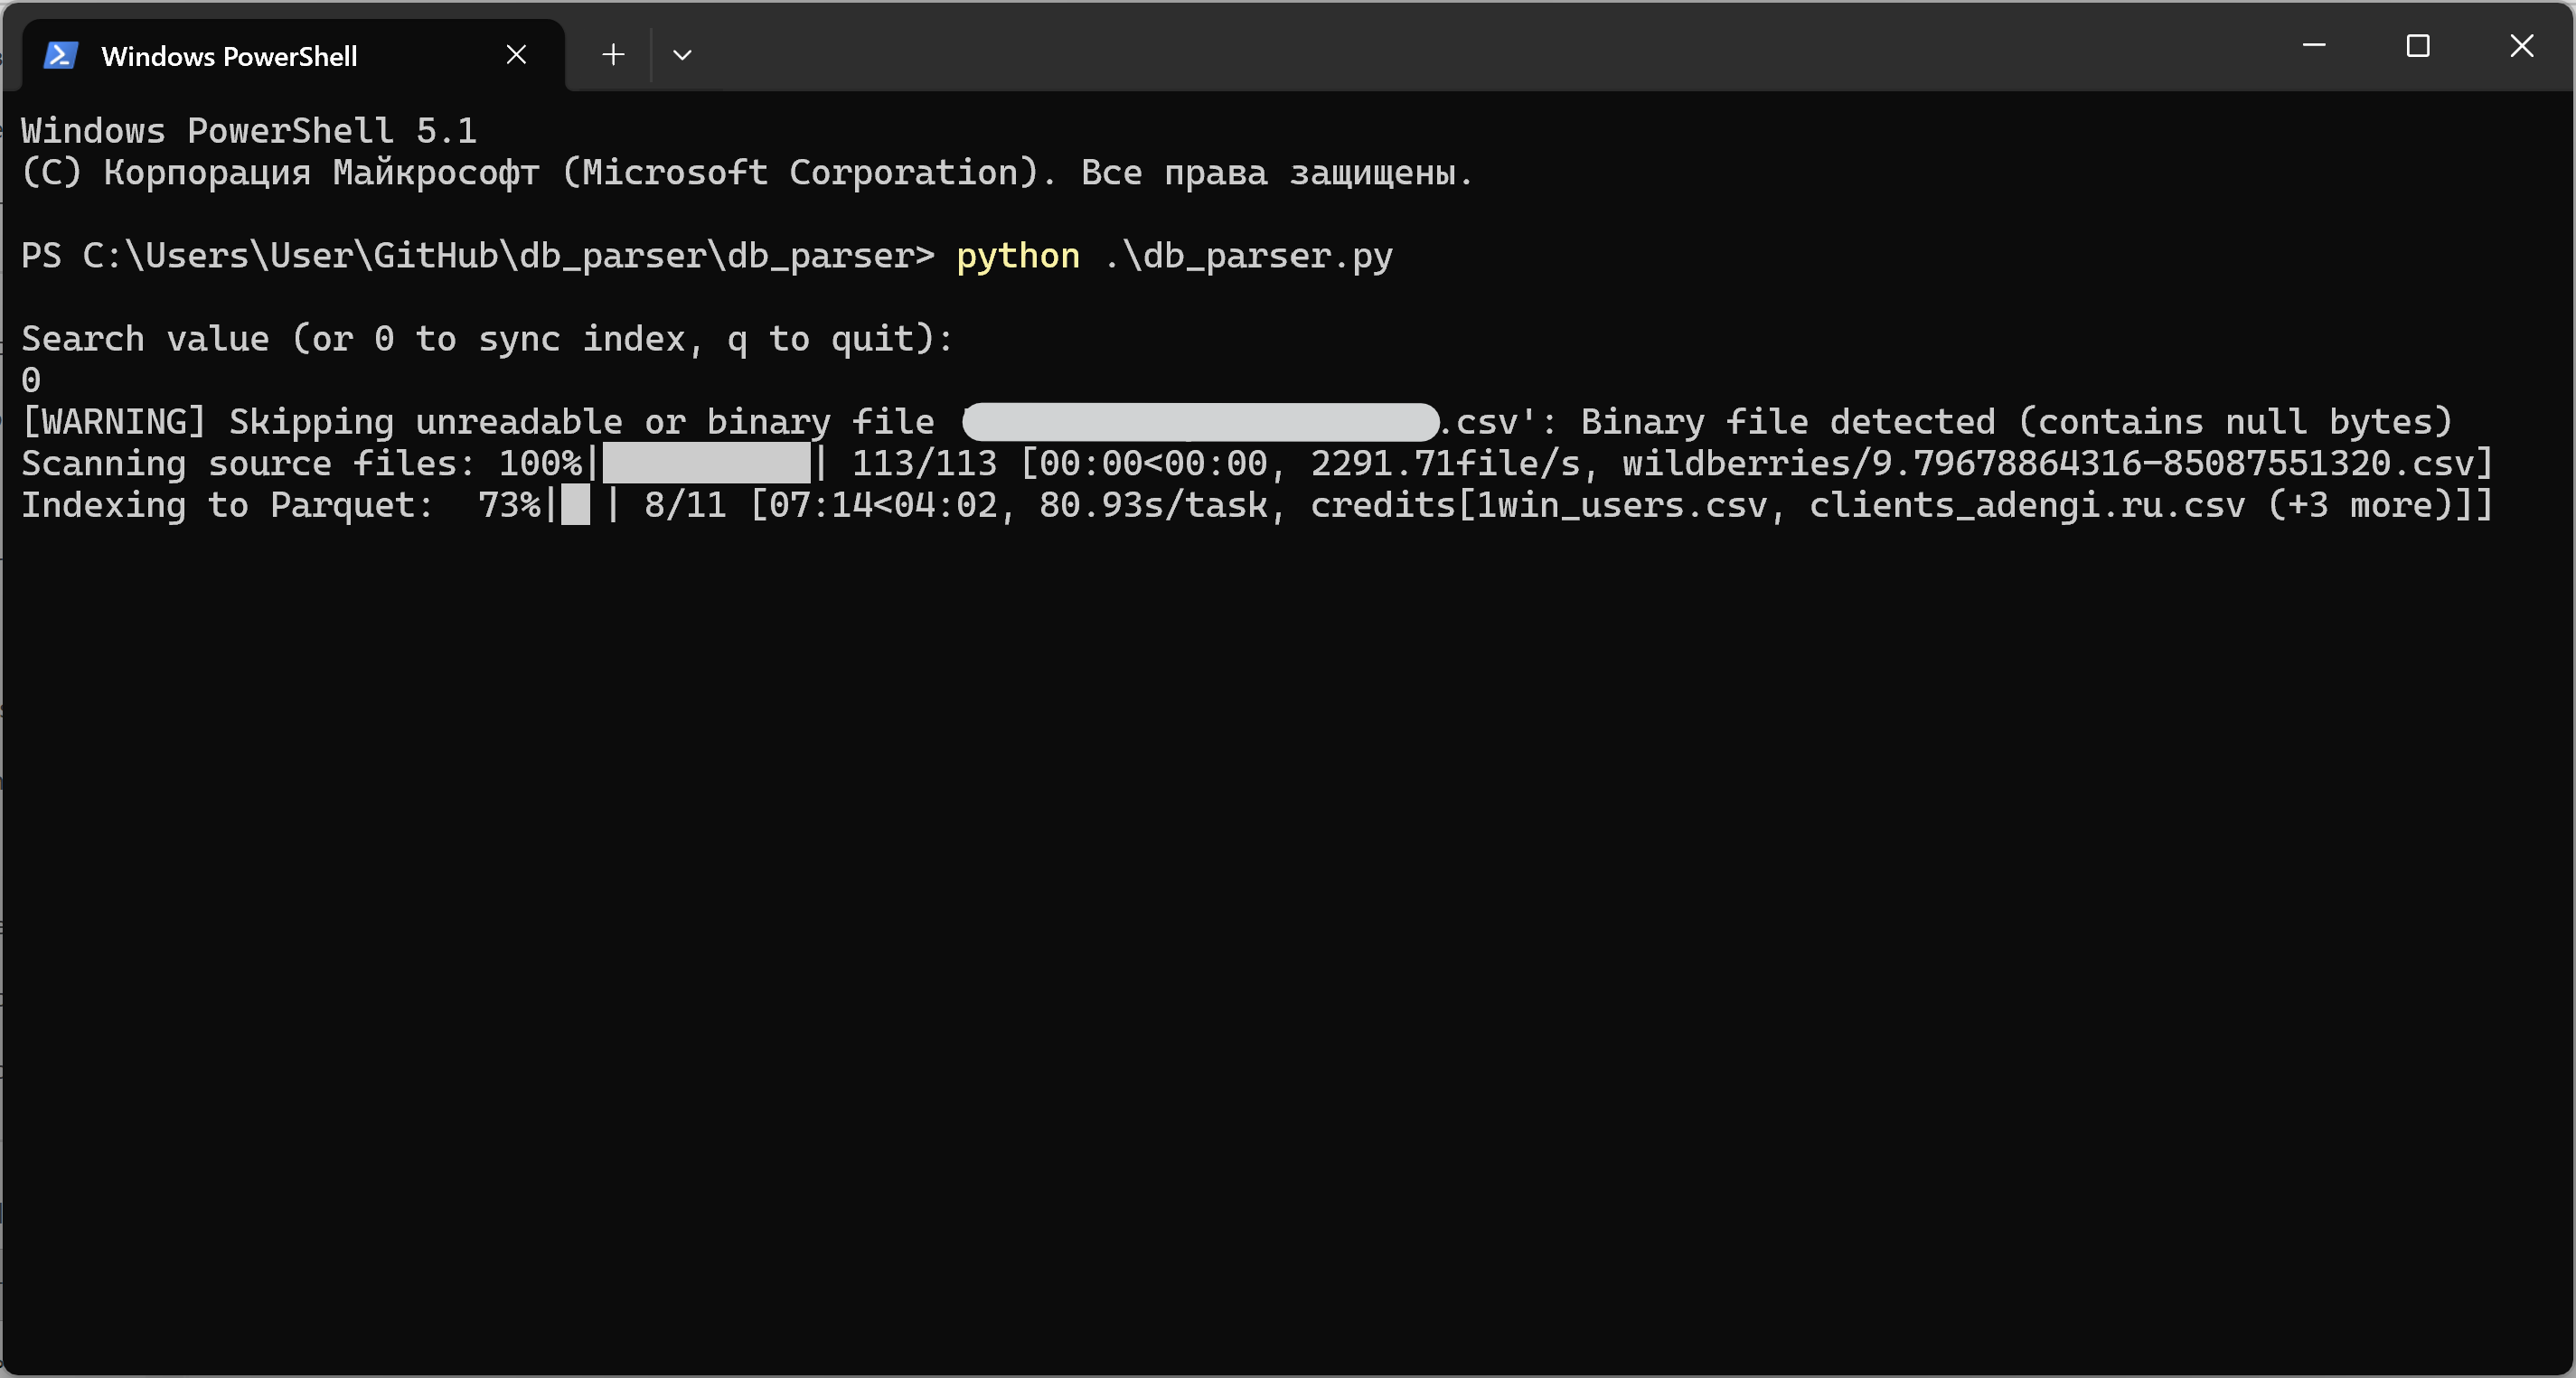 Windows PowerShell
Windows PowerShell 5.1
(C) Корпорация Майкрософт (Microsoft Corporation). Все права защищены.
PS C:\Users\User\GitHub\db_parser\db_parser> python .\db_parser.py
Search value (or 0 to sync index, q to quit):
0
[WARNING] Skipping unreadable or binary file .csv': Binary file detected (contains null bytes)
Scanning source files: 100%|██████████| 113/113 [00:00<00:00, 2291.71file/s, wildberries/9.79678864316-85087551320.csv]
Indexing to Parquet:  73%|█ | 8/11 [07:14<04:02, 80.93s/task, credits[1win_users.csv, clients_adengi.ru.csv (+3 more)]]